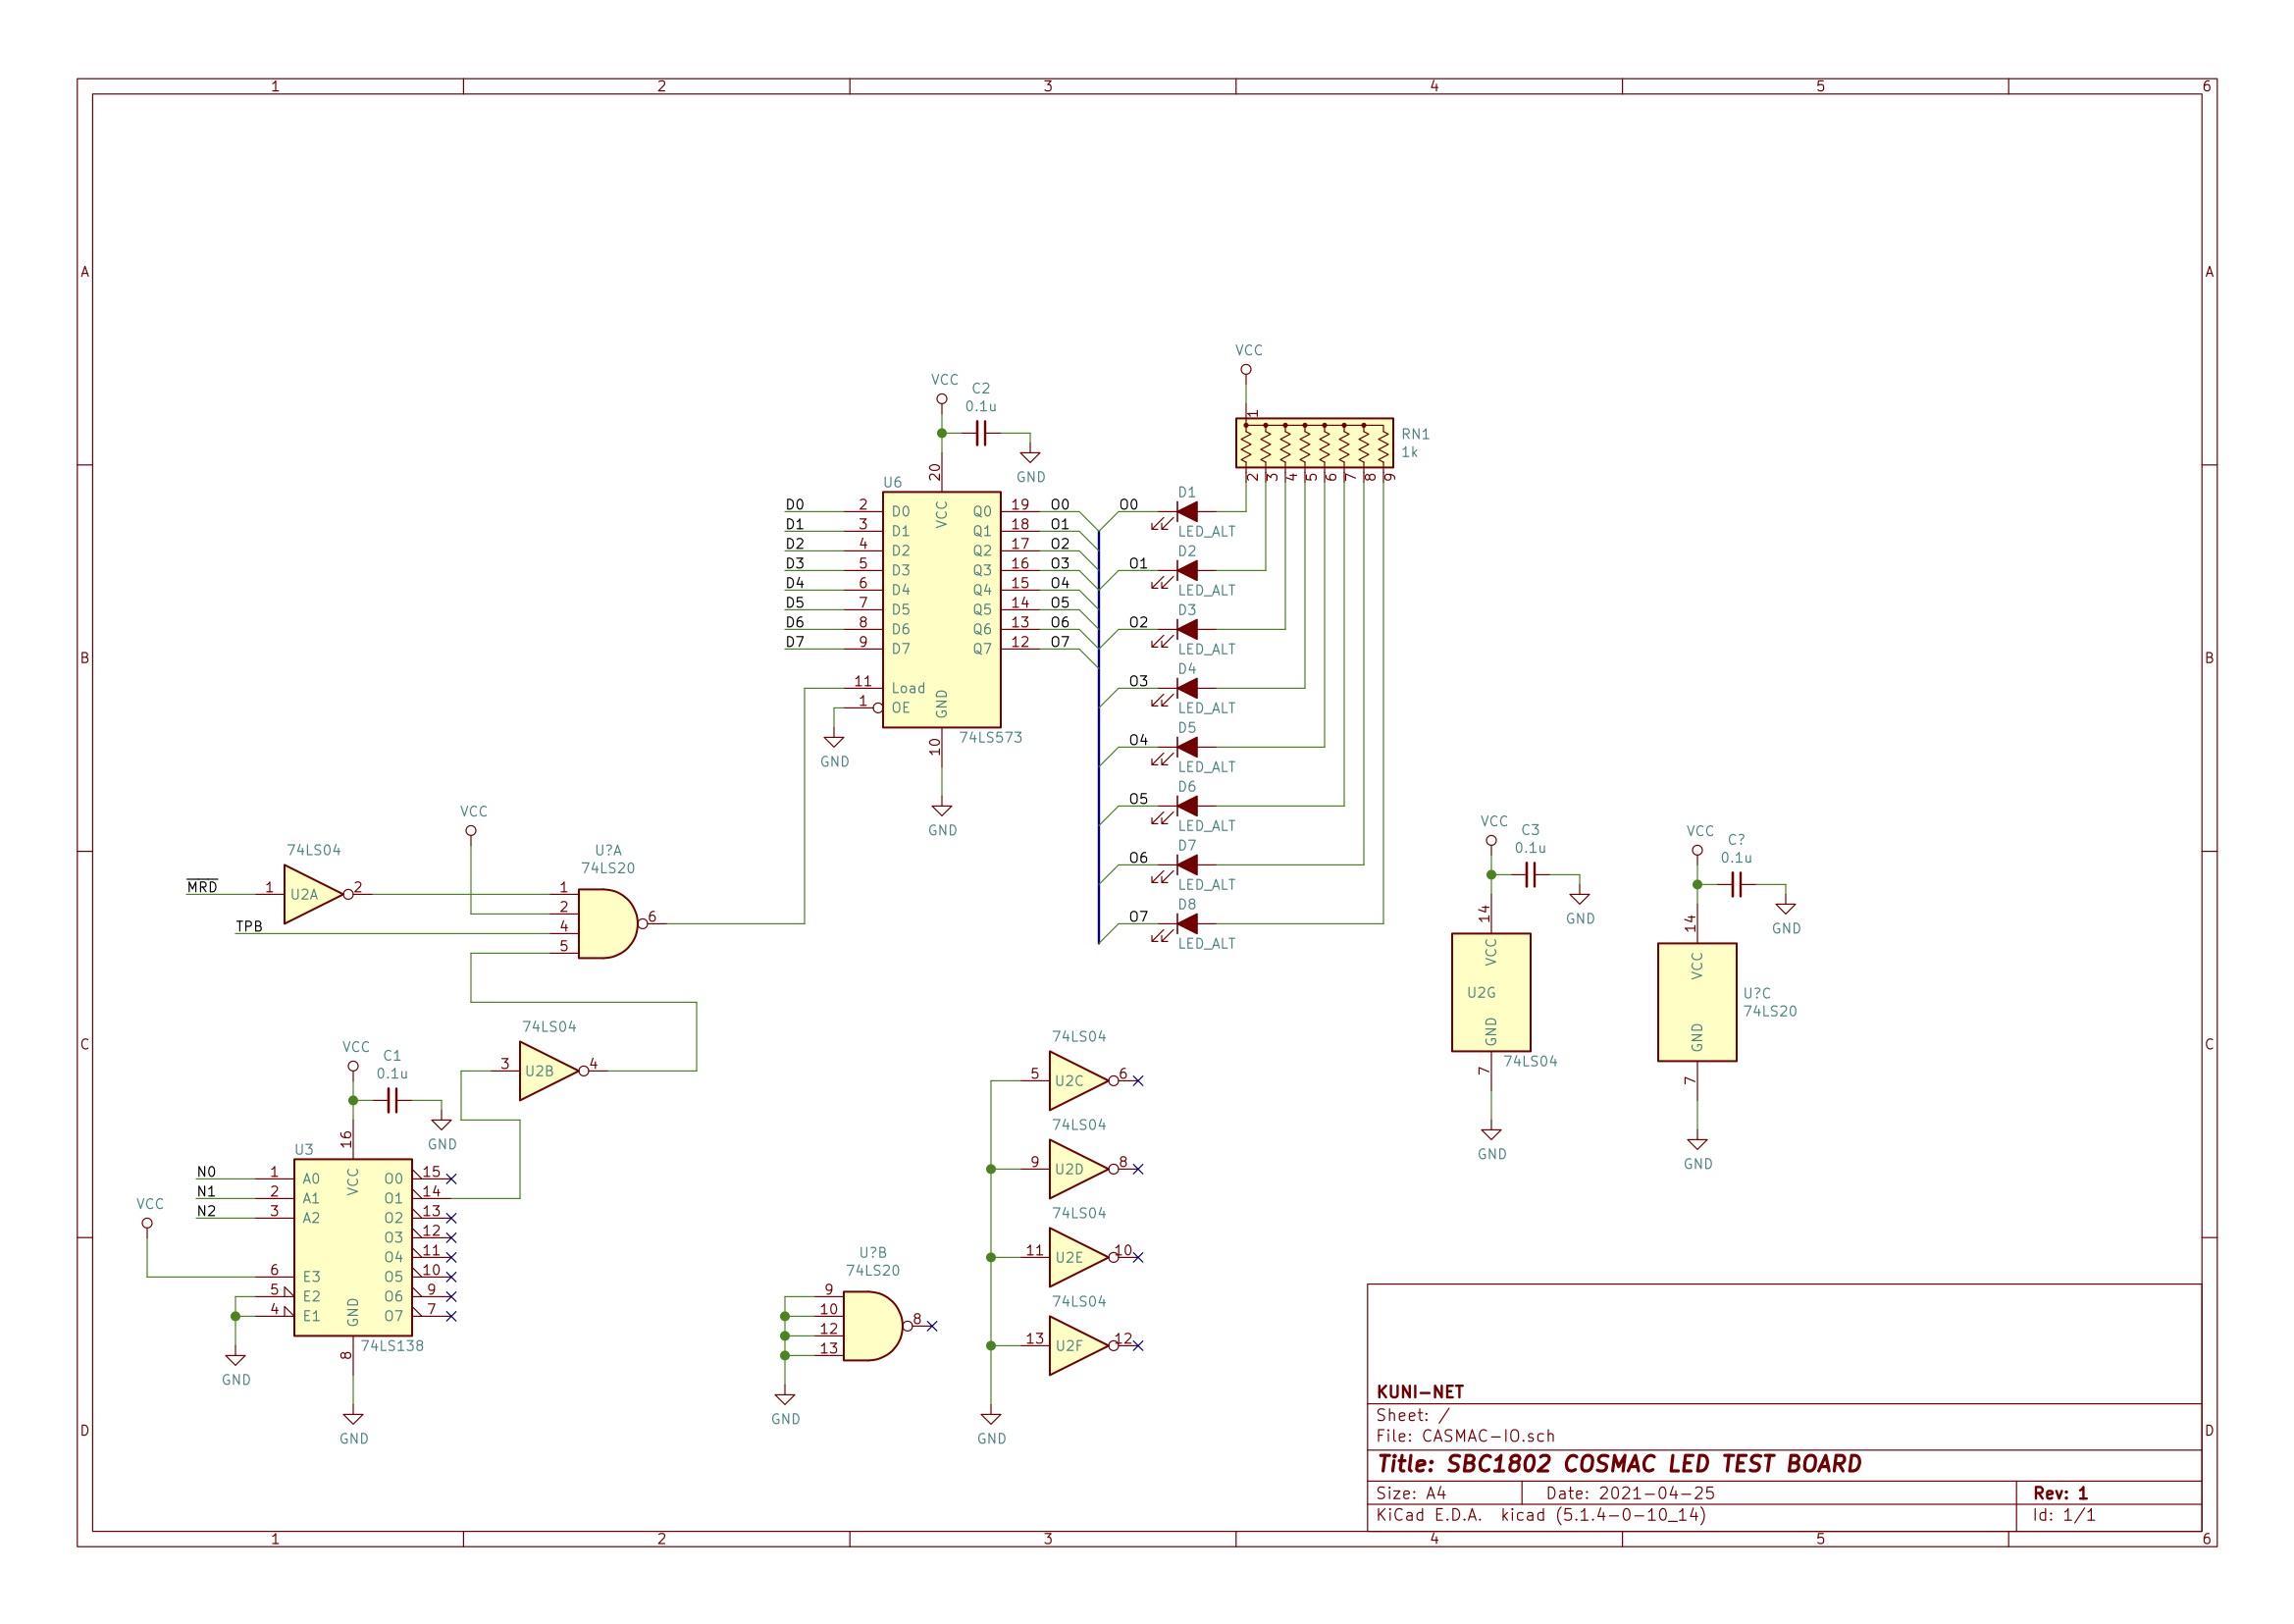 1 2 3 4 5 6
A A
VCC
VCC C2
0.1u
GND
1
RN1
1k
2 3 4 5 6 7 8 9
U6
20
VCC
D0 2 D0 Q0 19 O0
D1 3 D1 Q1 18 O1
D2 4 D2 Q2 17 O2
D3 5 D3 Q3 16 O3
D4 6 D4 Q4 15 O4
D5 7 D5 Q5 14 O5
D6 8 D6 Q6 13 O6
D7 9 D7 Q7 12 O7
11 Load
1 OE
GND
10
74LS573
GND
GND
D1
O0
LED_ALT
D2
O1
LED_ALT
D3
O2
LED_ALT
D4
O3
LED_ALT
D5
O4
LED_ALT
D6
O5
LED_ALT
D7
O6
LED_ALT
D8
O7
LED_ALT
B B
VCC
74LS04
MRD 1 U2A 2
U?A
74LS20
1
2
4
5
6
TPB
VCC C3
0.1u
GND
14
VCC
U2G
GND
74LS04
7
GND
VCC C?
0.1u
GND
14
VCC
U?C
74LS20
GND
7
GND
C C
74LS04
3 U2B 4
VCC C1
0.1u
GND
U3
16
VCC
N0 1 A0 O0 15
N1 2 A1 O1 14
N2 3 A2 O2 13
O3 12
O4 11
VCC
6 E3 O5 10
5 E2 O6 9
4 E1 O7 7
GND
74LS138
8
GND
GND
U?B
74LS20
9
10
12
13
8
GND
74LS04
5 U2C 6
74LS04
9 U2D 8
74LS04
11 U2E 10
74LS04
13 U2F 12
GND
D D
KUNI-NET
Sheet: /
File: CASMAC-IO.sch
Title: SBC1802 COSMAC LED TEST BOARD
Size: A4 Date: 2021-04-25 Rev: 1
KiCad E.D.A. kicad (5.1.4-0-10_14) Id: 1/1
1 2 3 4 5 6